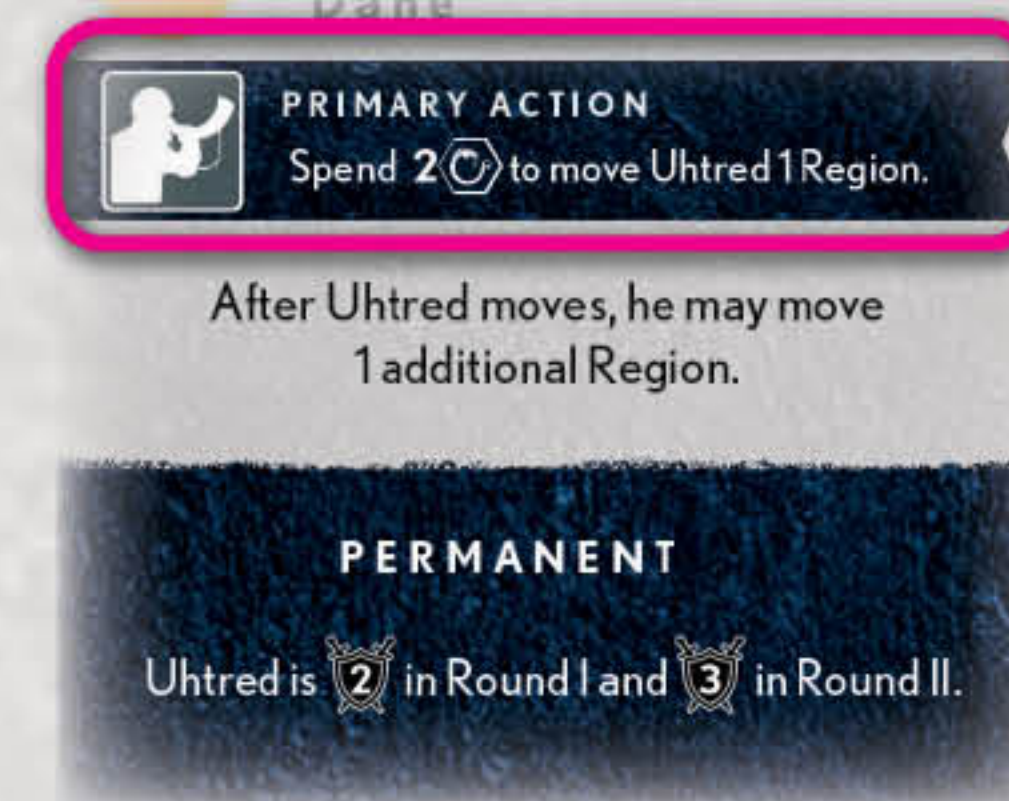 Dane
PRIMARY ACTION
Spend 2 to move Uhtred 1 Region.
After Uhtred moves, he may move
1 additional Region.
PERMANENT
Uhtred is 2 in Round I and 3 in Round II.